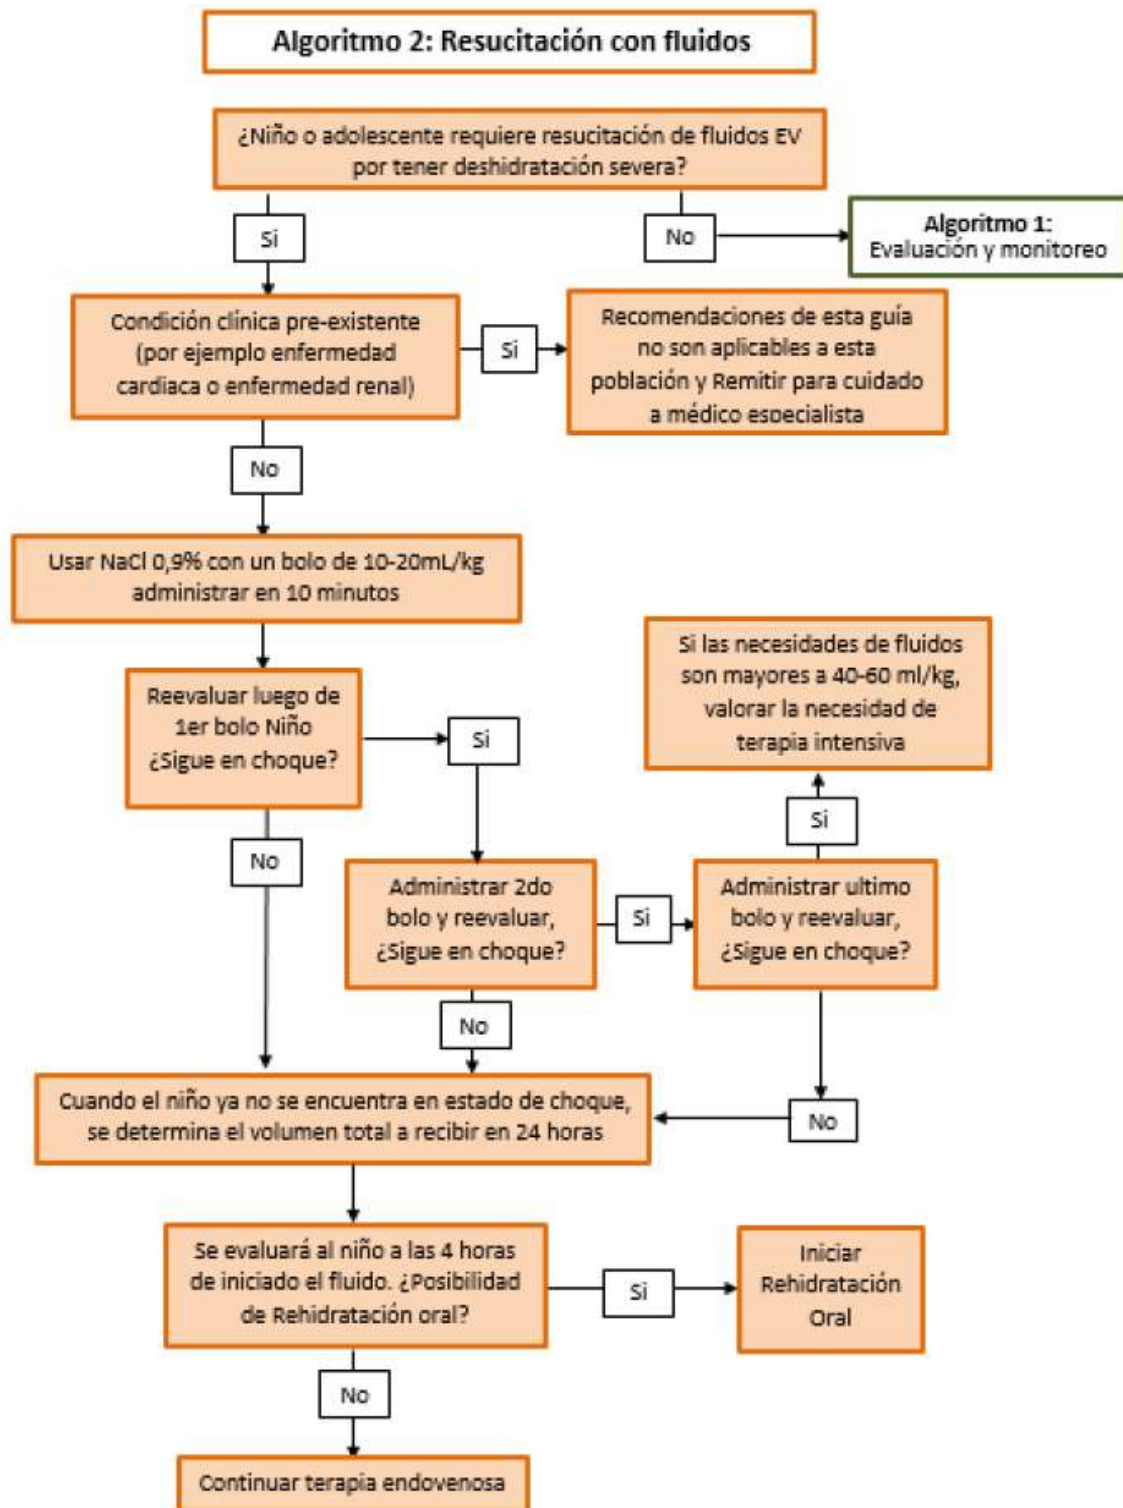 Algoritmo 2: Resucitación con fluidos
¿Niño o adolescente requiere resucitación de fluidos EV
por tener deshidratación severa?
Si
No
Algoritmo 1:
Evaluación y monitoreo
Condición clínica pre-existente
(por ejemplo enfermedad
cardiaca o enfermedad renal)
Si
Recomendaciones de esta guía
no son aplicables a esta
población y Remitir para cuidado
a médico especialista
No
Usar NaCl 0,9% con un bolo de 10-20mL/kg
administrar en 10 minutos
Reevaluar luego de
1er bolo Niño
¿Sigue en choque?
Si
Si las necesidades de fluidos
son mayores a 40-60 ml/kg,
valorar la necesidad de
terapia intensiva
Si
No
Administrar 2do
bolo y reevaluar,
¿Sigue en choque?
Si
Administrar ultimo
bolo y reevaluar,
¿Sigue en choque?
No
Cuando el niño ya no se encuentra en estado de choque,
se determina el volumen total a recibir en 24 horas
No
Se evaluará al niño a las 4 horas
de iniciado el fluido. ¿Posibilidad
de Rehidratación oral?
Si
Iniciar
Rehidratación
Oral
No
Continuar terapia endovenosa